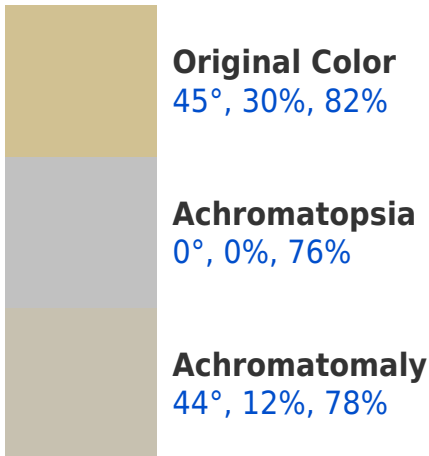 Original Color
45°, 30%, 82%
Achromatopsia
0°, 0%, 76%
Achromatomaly
44°, 12%, 78%